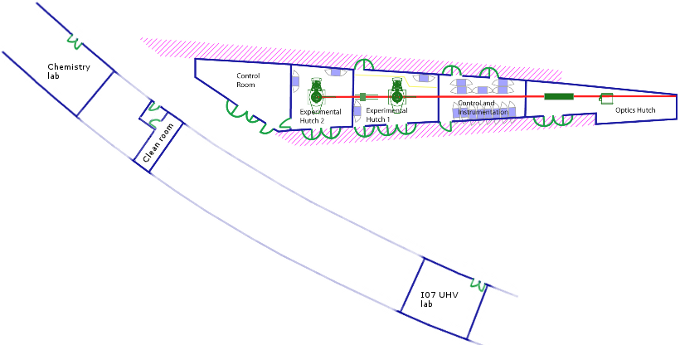 Chemistry
lab
Clean room
Control
Room
Experimental
Hutch 2
Experimental
Hutch 1
Control and
Instrumentation
Optics Hutch
I07 UHV
lab